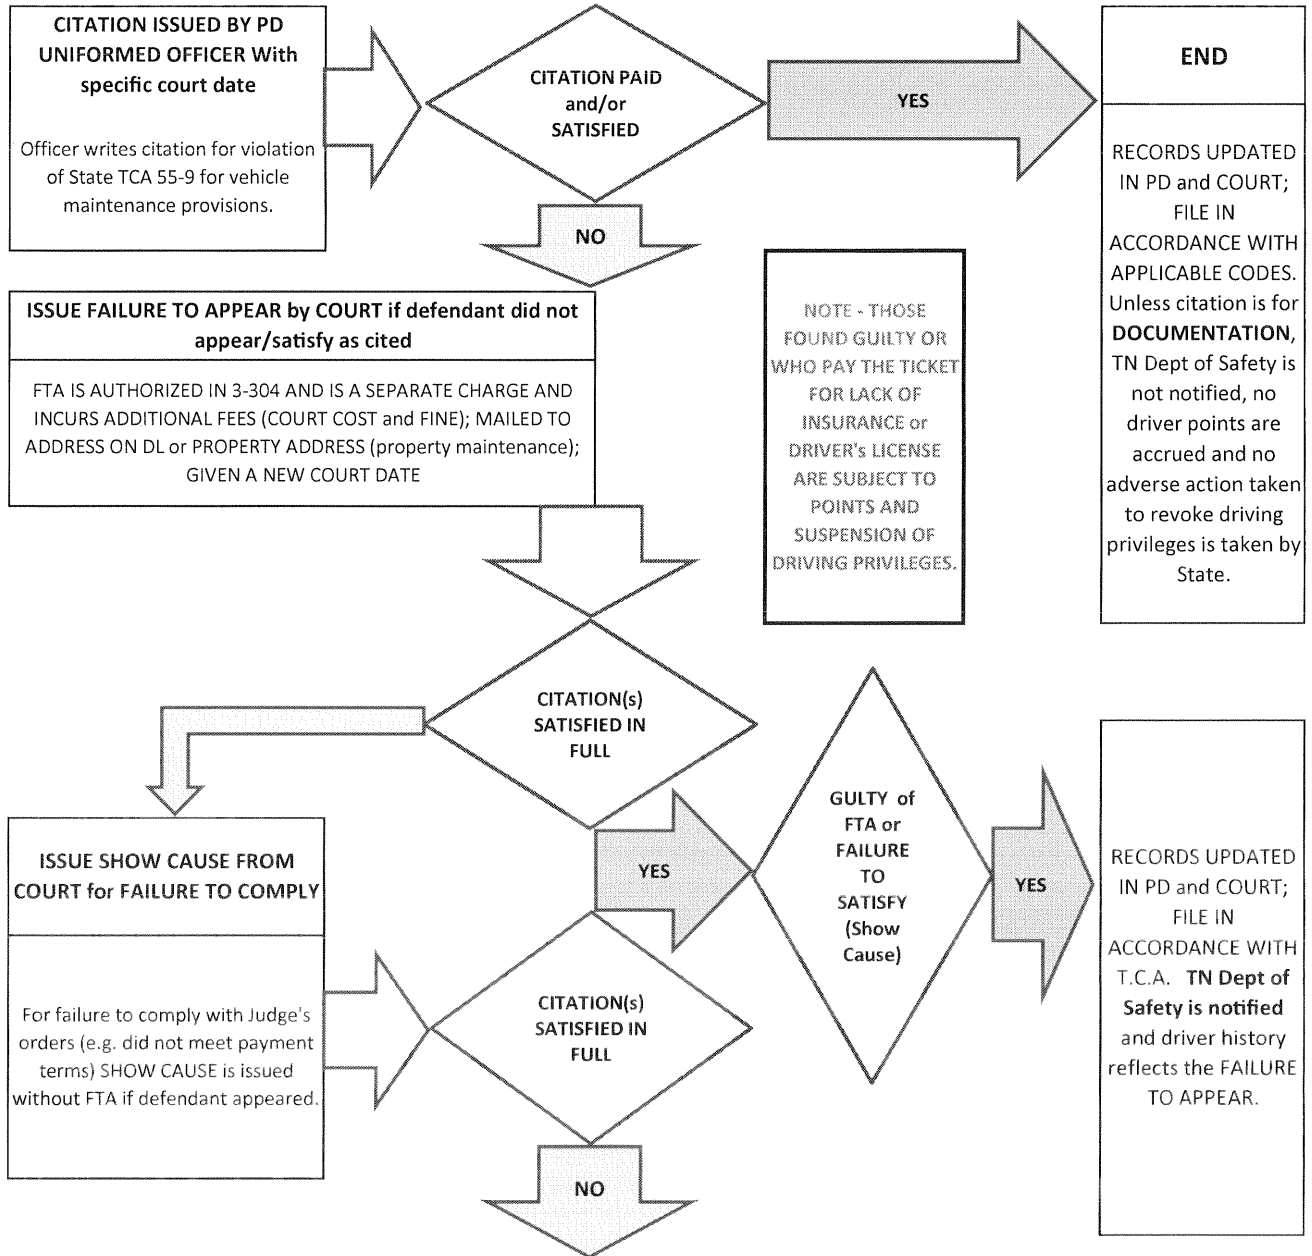 CITATION ISSUED BY PD
UNIFORMED OFFICER With
specific court date
Officer writes citation for violation
of State TCA 55-9 for vehicle
maintenance provisions.
CITATION PAID
and/or
SATISFIED
YES
END
RECORDS UPDATED
IN PD and COURT;
FILE IN
ACCORDANCE WITH
APPLICABLE CODES.
Unless citation is for
DOCUMENTATION,
TN Dept of Safety is
not notified, no
driver points are
accrued and no
adverse action taken
to revoke driving
privileges is taken by
State.
NO
ISSUE FAILURE TO APPEAR by COURT if defendant did not
appear/satisfy as cited
FTA IS AUTHORIZED IN 3-304 AND IS A SEPARATE CHARGE AND
INCURS ADDITIONAL FEES (COURT COST and FINE); MAILED TO
ADDRESS ON DL or PROPERTY ADDRESS (property maintenance);
GIVEN A NEW COURT DATE
NOTE - THOSE
FOUND GUILTY OR
WHO PAY THE TICKET
FOR LACK OF
INSURANCE or
DRIVER's LICENSE
ARE SUBJECT TO
POINTS AND
SUSPENSION OF
DRIVING PRIVILEGES.
CITATION(s)
SATISFIED IN
FULL
YES
GULTY of
FTA or
FAILURE
TO
SATISFY
(Show
Cause)
YES
RECORDS UPDATED
IN PD and COURT;
FILE IN
ACCORDANCE WITH
T.C.A. TN Dept of
Safety is notified
and driver history
reflects the FAILURE
TO APPEAR.
ISSUE SHOW CAUSE FROM
COURT for FAILURE TO COMPLY
For failure to comply with Judge's
orders (e.g. did not meet payment
terms) SHOW CAUSE is issued
without FTA if defendant appeared.
CITATION(s)
SATISFIED IN
FULL
NO